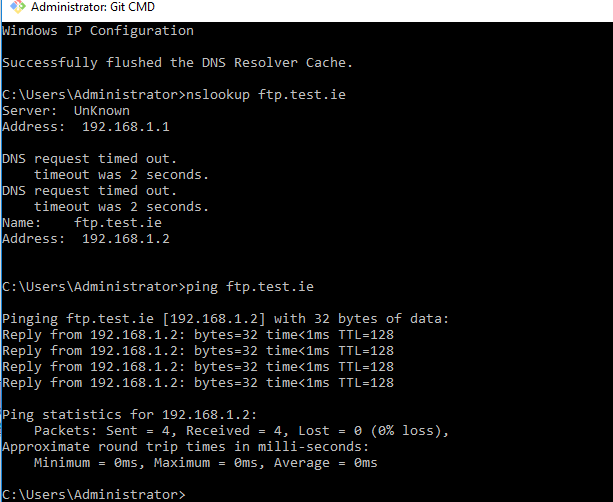 Administrator: Git CMD
Windows IP Configuration
Successfully flushed the DNS Resolver Cache.
C:\Users\Administrator>nslookup ftp.test.ie
Server:  UnKnown
Address:  192.168.1.1
DNS request timed out.
    timeout was 2 seconds.
DNS request timed out.
    timeout was 2 seconds.
Name:    ftp.test.ie
Address:  192.168.1.2
C:\Users\Administrator>ping ftp.test.ie
Pinging ftp.test.ie [192.168.1.2] with 32 bytes of data:
Reply from 192.168.1.2: bytes=32 time<1ms TTL=128
Reply from 192.168.1.2: bytes=32 time<1ms TTL=128
Reply from 192.168.1.2: bytes=32 time<1ms TTL=128
Reply from 192.168.1.2: bytes=32 time<1ms TTL=128
Ping statistics for 192.168.1.2:
    Packets: Sent = 4, Received = 4, Lost = 0 (0% loss),
Approximate round trip times in milli-seconds:
    Minimum = 0ms, Maximum = 0ms, Average = 0ms
C:\Users\Administrator>